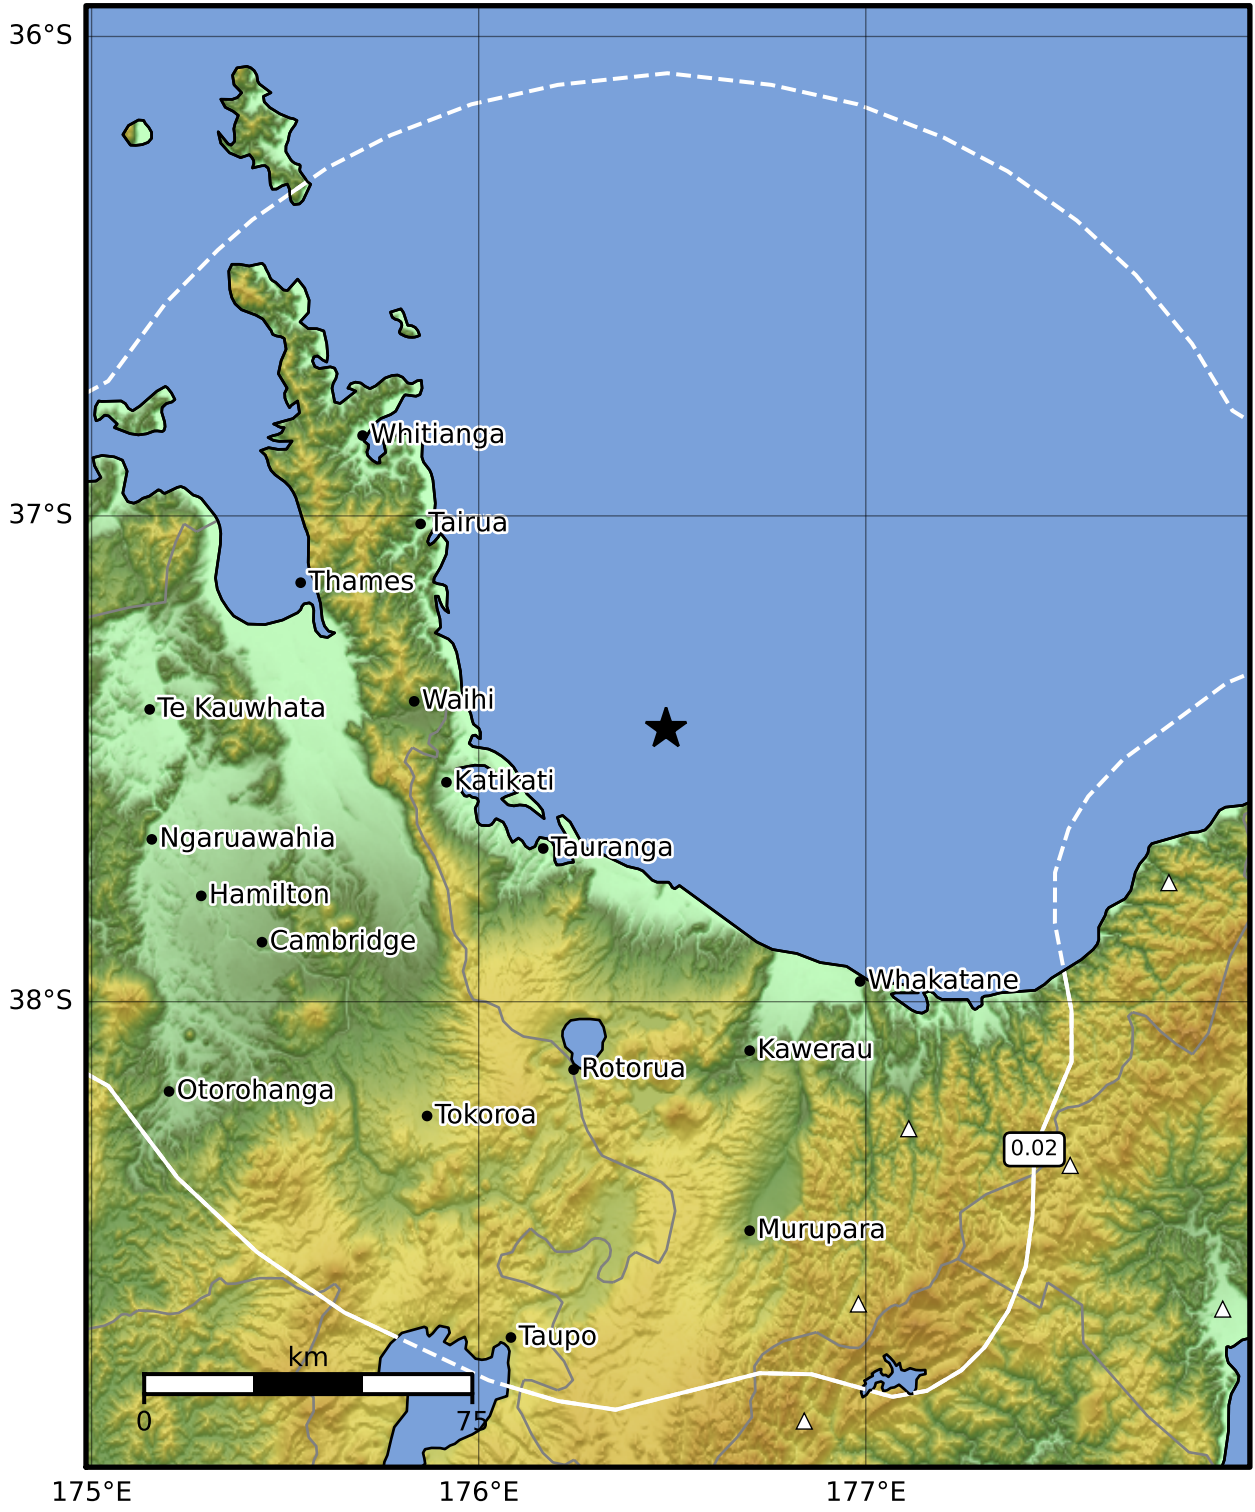 36°S
Whitianga
37°S
Tairua
Thames
Waihi
Te Kauwhata
Katikati
Ngaruawahia
Tauranga
Hamilton
Cambridge
Whakatane
38°S
Kawerau
Rotorua
Otorohanga
Tokoroa
0.02
Murupara
Taupo
km
0 75
175°E 176°E 177°E